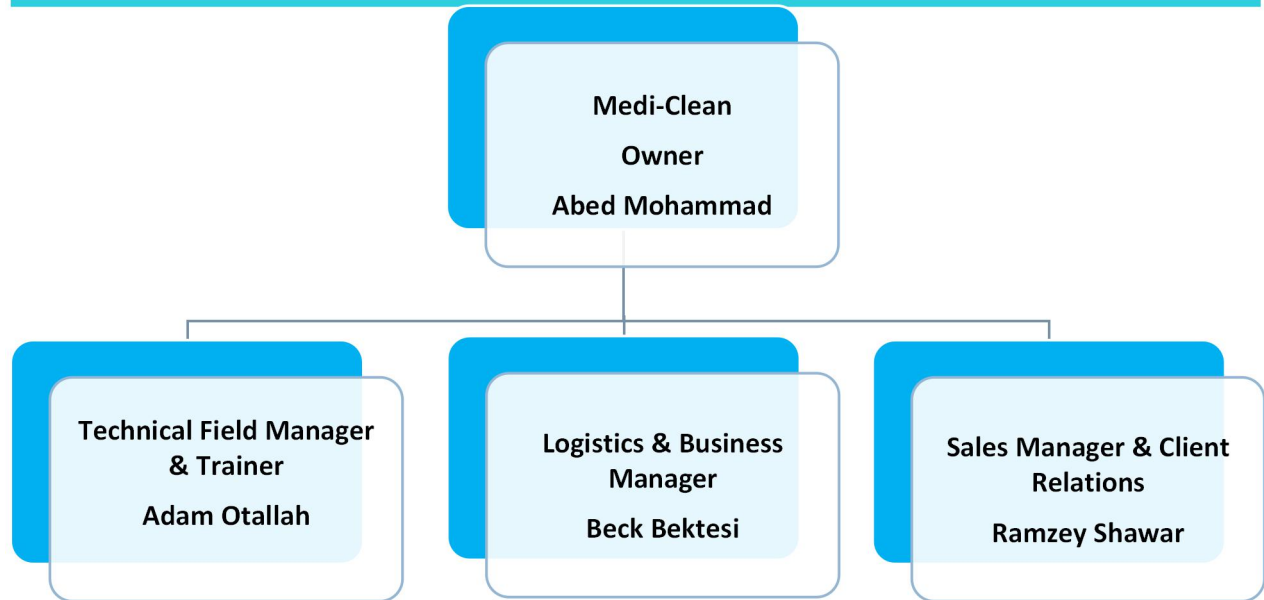 Medi-Clean
Owner
Abed Mohammad
Technical Field Manager
& Trainer
Adam Otallah
Logistics & Business
Manager
Beck Bektesi
Sales Manager & Client
Relations
Ramzey Shawar